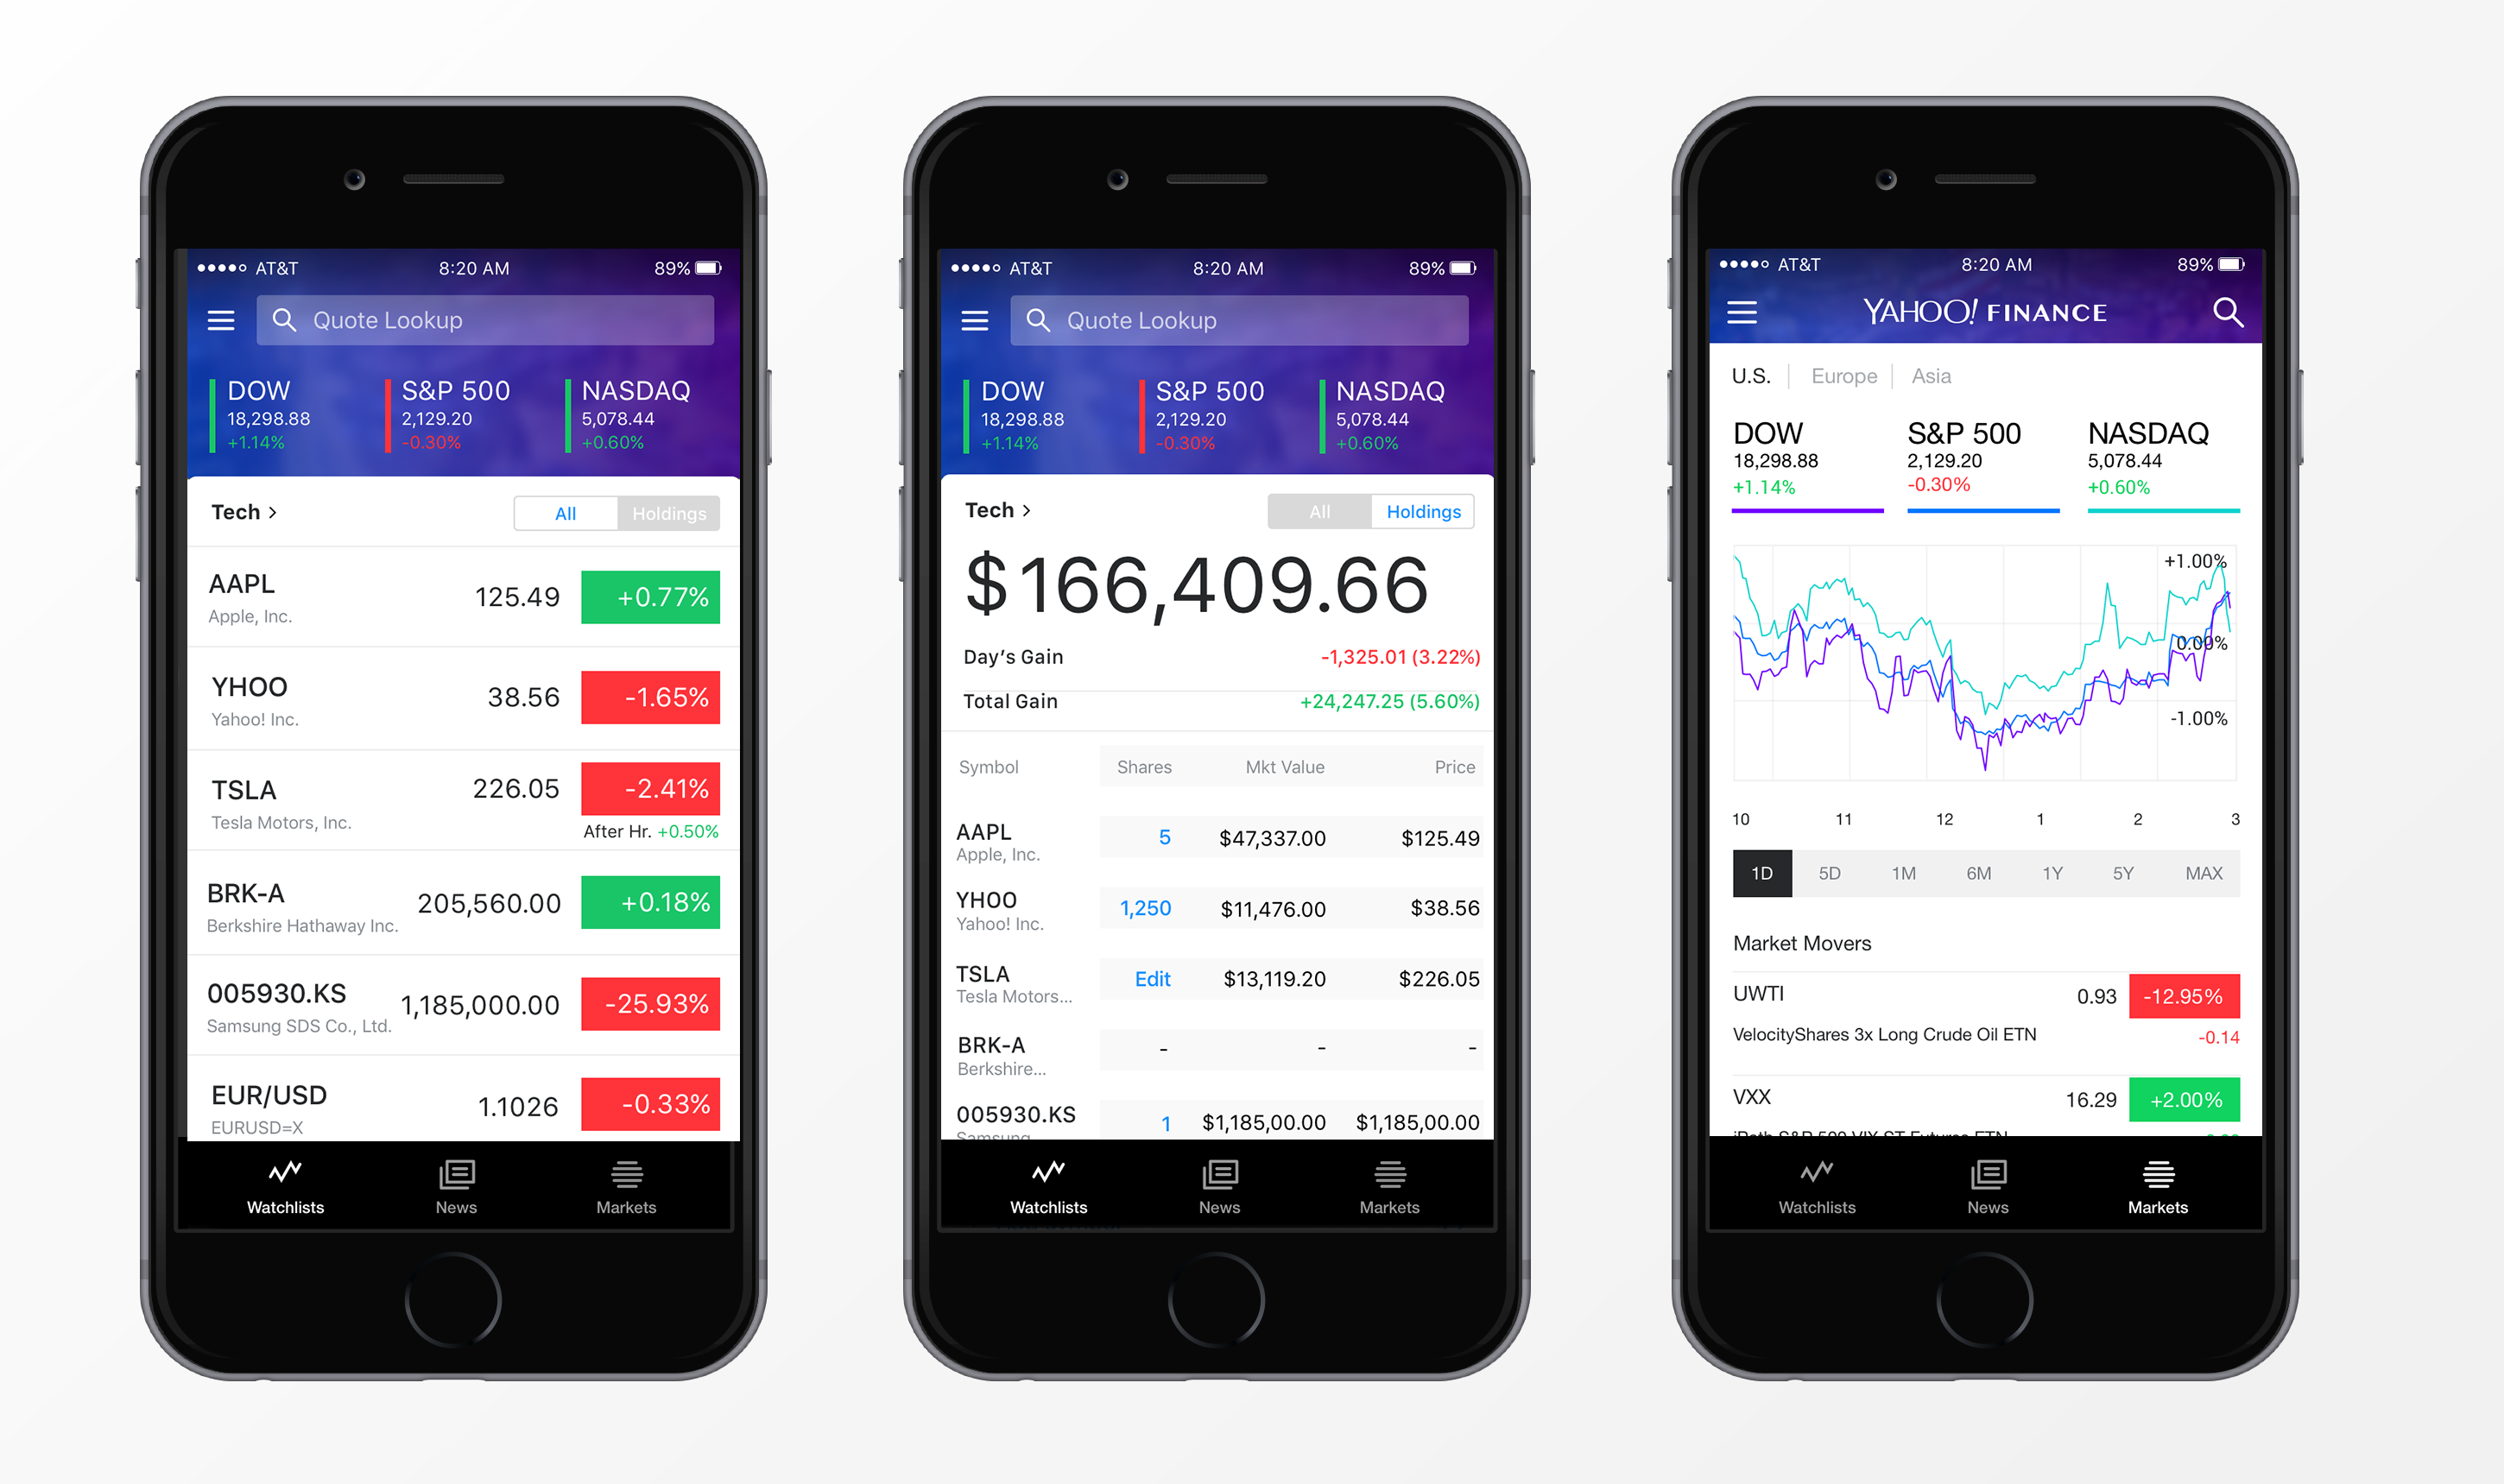 AT&T 8:20 AM 89%
Quote Lookup
DOW S&P 500 NASDAQ
18,298.88 2,129.20 5,078.44
+1.14% -0.30% +0.60%
Tech > All Holdings
AAPL 125.49 +0.77%
Apple, Inc.
YHOO 38.56 -1.65%
Yahoo! Inc.
TSLA 226.05 -2.41%
Tesla Motors, Inc. After Hr. +0.50%
BRK-A 205,560.00 +0.18%
Berkshire Hathaway Inc.
005930.KS 1,185,000.00 -25.93%
Samsung SDS Co., Ltd.
EUR/USD 1.1026 -0.33%
EURUSD=X
Watchlists News Markets
AT&T 8:20 AM 89%
Quote Lookup
DOW S&P 500 NASDAQ
18,298.88 2,129.20 5,078.44
+1.14% -0.30% +0.60%
Tech > All Holdings
$166,409.66
Day's Gain -1,325.01 (3.22%)
Total Gain +24,247.25 (5.60%)
Symbol Shares Mkt Value Price
AAPL 5 $47,337.00 $125.49
Apple, Inc.
YHOO 1,250 $11,476.00 $38.56
Yahoo! Inc.
TSLA Edit $13,119.20 $226.05
Tesla Motors...
BRK-A - - -
Berkshire...
005930.KS 1 $1,185,00.00 $1,185,00.00
Samsung
Watchlists News Markets
AT&T 8:20 AM 89%
YAHOO! FINANCE
U.S. Europe Asia
DOW S&P 500 NASDAQ
18,298.88 2,129.20 5,078.44
+1.14% -0.30% +0.60%
+1.00%
0.00%
-1.00%
10 11 12 1 2 3
1D 5D 1M 6M 1Y 5Y MAX
Market Movers
UWTI 0.93 -12.95%
VelocityShares 3x Long Crude Oil ETN -0.14
VXX 16.29 +2.00%
iPath S&P 500 VIX ST Futures ETN
Watchlists News Markets